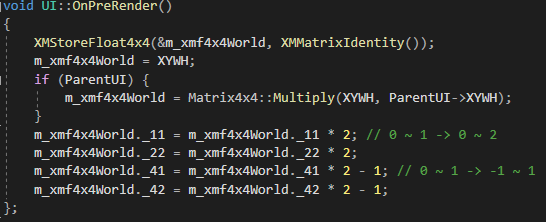 void UI::OnPreRender()
{
XMStoreFloat4x4(&m_xmf4x4World, XMMatrixIdentity());
m_xmf4x4World = XYWH;
if (ParentUI) {
m_xmf4x4World = Matrix4x4::Multiply(XYWH, ParentUI->XYWH);
}
m_xmf4x4World._11 = m_xmf4x4World._11 * 2; // 0 ~ 1 -> 0 ~ 2
m_xmf4x4World._22 = m_xmf4x4World._22 * 2;
m_xmf4x4World._41 = m_xmf4x4World._41 * 2 - 1; // 0 ~ 1 -> -1 ~ 1
m_xmf4x4World._42 = m_xmf4x4World._42 * 2 - 1;
};